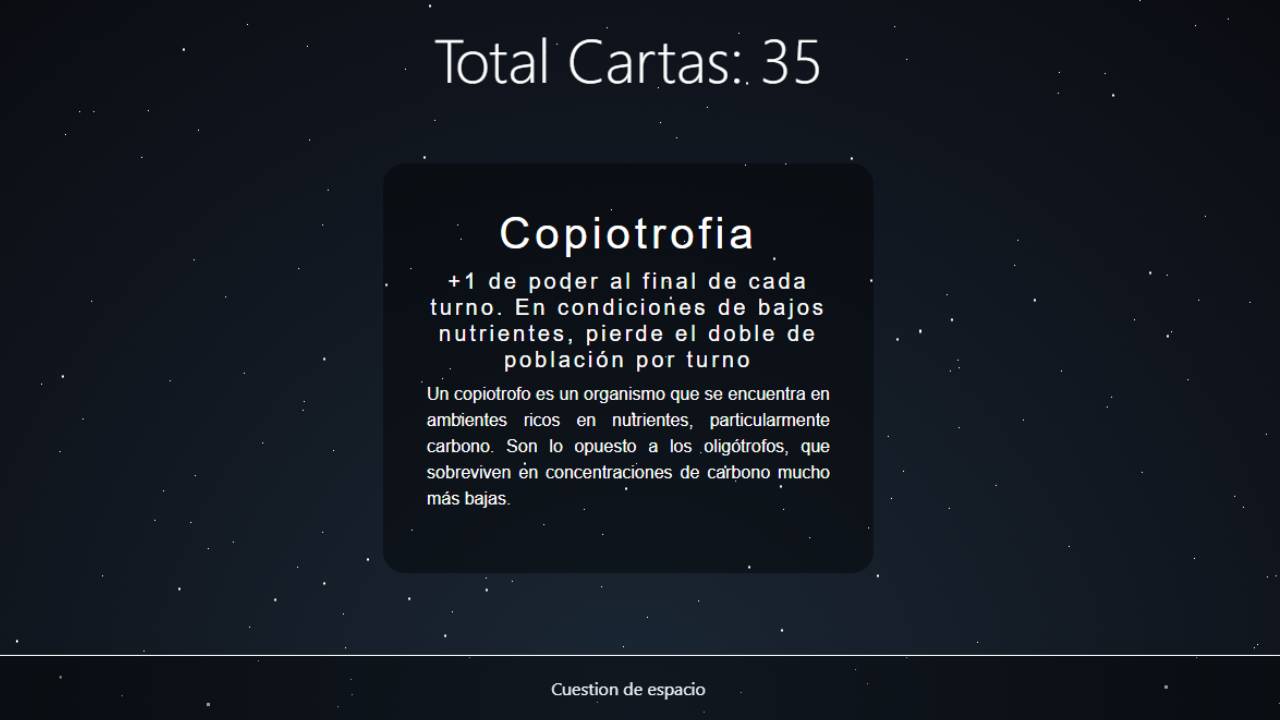 Total Cartas: 35
Copiotrofia
+1 de poder al final de cada
turno. En condiciones de bajos
nutrientes, pierde el doble de
población por turno
Un copiotrofo es un organismo que se encuentra en
ambientes ricos en nutrientes, particularmente
carbono. Son lo opuesto a los oligótrofos, que
sobreviven en concentraciones de carbono mucho
más bajas.
Cuestion de espacio